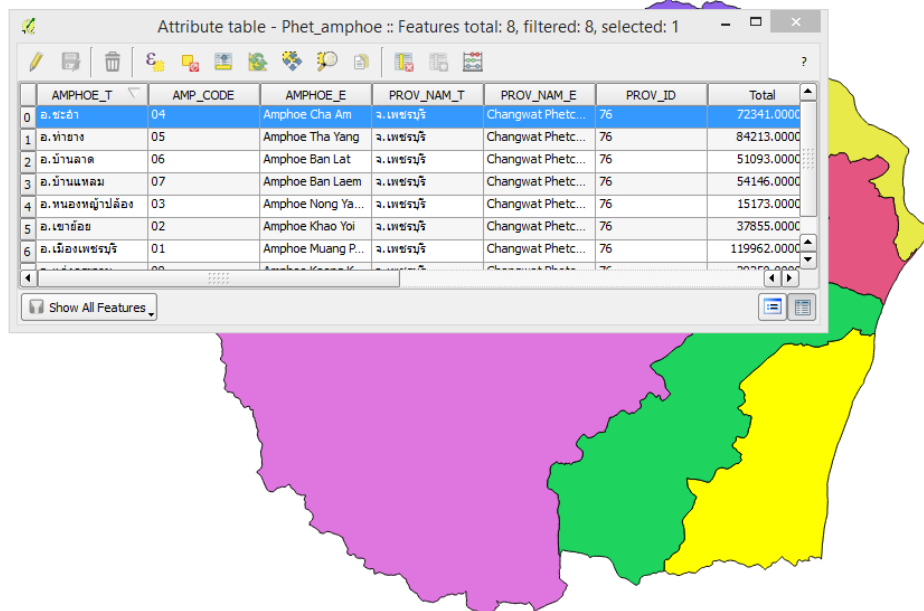 Attribute table - Phet_amphoe :: Features total: 8, filtered: 8, selected: 1
?
AMPHOE_T AMP_CODE AMPHOE_E PROV_NAM_T PROV_NAM_E PROV_ID Total
0 อ.ชะอำ 04 Amphoe Cha Am จ.เพชรบุรี Changwat Phetc... 76 72341.0000
1 อ.ท่ายาง 05 Amphoe Tha Yang จ.เพชรบุรี Changwat Phetc... 76 84213.0000
2 อ.บ้านลาด 06 Amphoe Ban Lat จ.เพชรบุรี Changwat Phetc... 76 51093.0000
3 อ.บ้านแหลม 07 Amphoe Ban Laem จ.เพชรบุรี Changwat Phetc... 76 54146.0000
4 อ.หนองหญ้าปล้อง 03 Amphoe Nong Ya... จ.เพชรบุรี Changwat Phetc... 76 15173.0000
5 อ.เขาย้อย 02 Amphoe Khao Yoi จ.เพชรบุรี Changwat Phetc... 76 37855.0000
6 อ.เมืองเพชรบุรี 01 Amphoe Muang P... จ.เพชรบุรี Changwat Phetc... 76 119962.0000
Show All Features